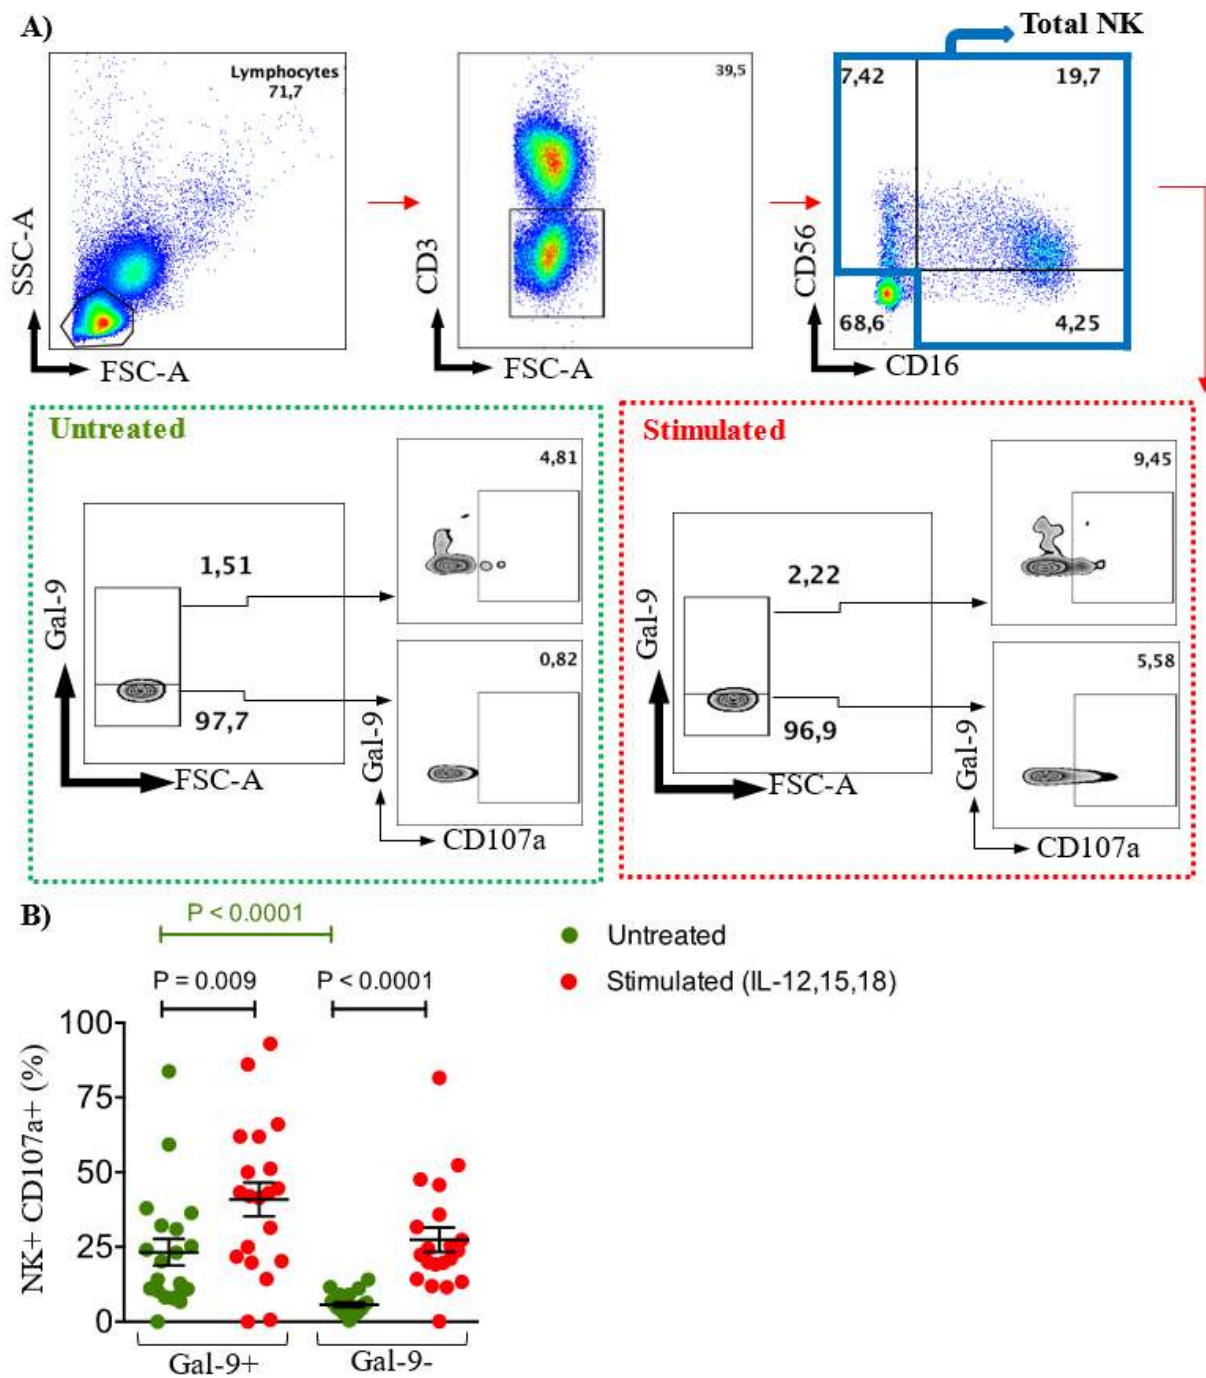 A)
Total NK
Lymphocytes
71,7
39,5
7,42
19,7
68,6
4,25
SSC-A
FSC-A
CD3
FSC-A
CD56
CD16
Untreated
4,81
1,51
Gal-9
0,82
97,7
FSC-A
Gal-9
CD107a
Stimulated
9,45
2,22
Gal-9
5,58
96,9
FSC-A
Gal-9
CD107a
B)
P < 0.0001
P = 0.009
P < 0.0001
Untreated
Stimulated (IL-12,15,18)
NK+ CD107a+ (%)
100
75
50
25
0
Gal-9+
Gal-9-